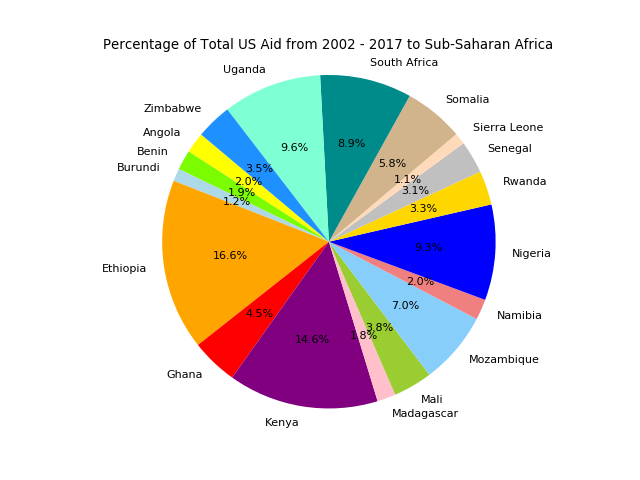 Percentage of Total US Aid from 2002 - 2017 to Sub-Saharan Africa
South Africa
8.9%
Somalia
5.8%
Sierra Leone
1.1%
Senegal
3.1%
Rwanda
3.3%
Nigeria
9.3%
Namibia
2.0%
Mozambique
7.0%
Mali
3.8%
Madagascar
1.8%
Kenya
14.6%
Ghana
4.5%
Ethiopia
16.6%
Burundi
1.2%
Benin
1.9%
Angola
2.0%
Zimbabwe
3.5%
Uganda
9.6%